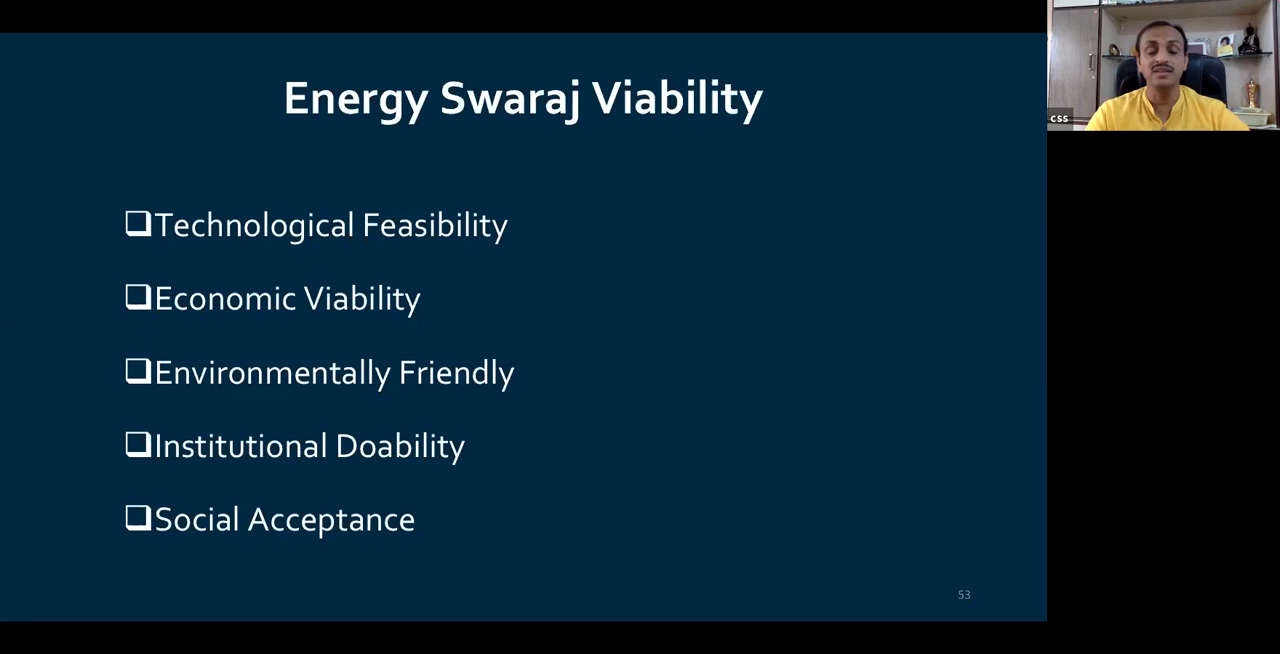 Energy Swaraj Viability
❑Technological Feasibility
❑Economic Viability
❑Environmentally Friendly
❑Institutional Doability
❑Social Acceptance
53
css